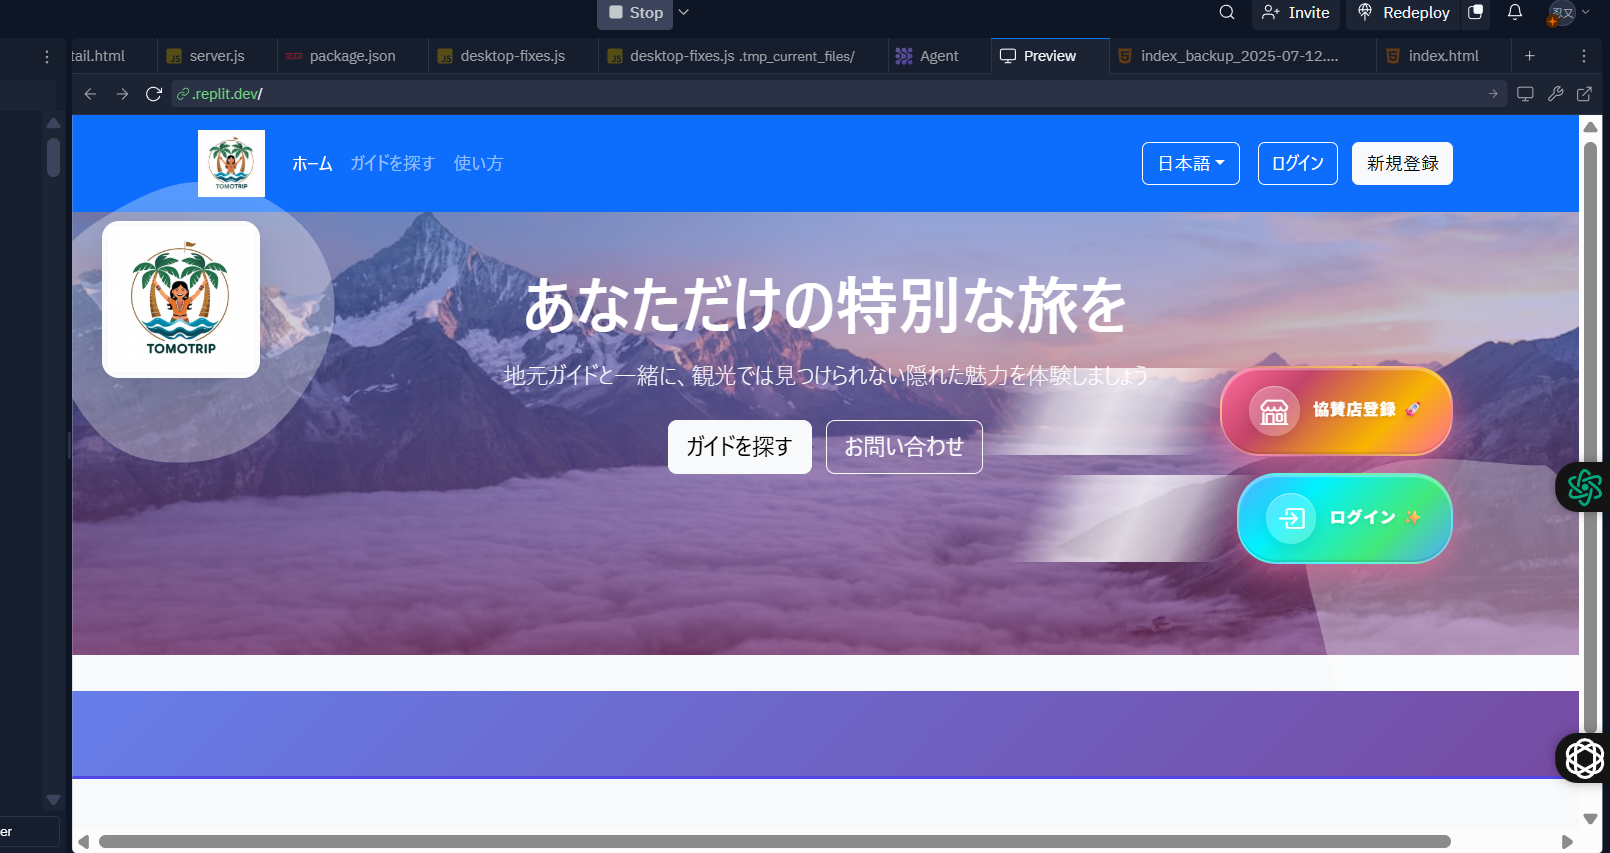 Stop
Invite
Redeploy
忍又
tail.html
server.js
package.json
desktop-fixes.js
desktop-fixes.js .tmp_current_files/
Agent
Preview
index_backup_2025-07-12....
index.html
.replit.dev/
TOMOTRIP
ホーム
ガイドを探す
使い方
日本語
ログイン
新規登録
TOMOTRIP
あなただけの特別な旅を
地元ガイドと一緒に、観光では見つけられない隠れた魅力を体験しましょう
ガイドを探す
お問い合わせ
協賛店登録 🚀
ログイン ✨
er